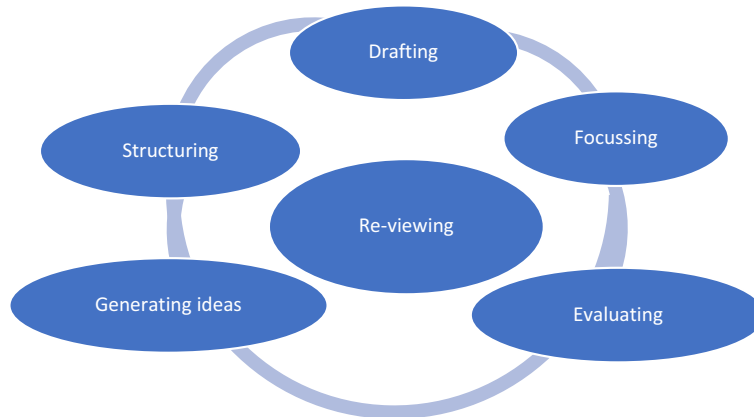 Drafting
Structuring
Focussing
Re-viewing
Generating ideas
Evaluating